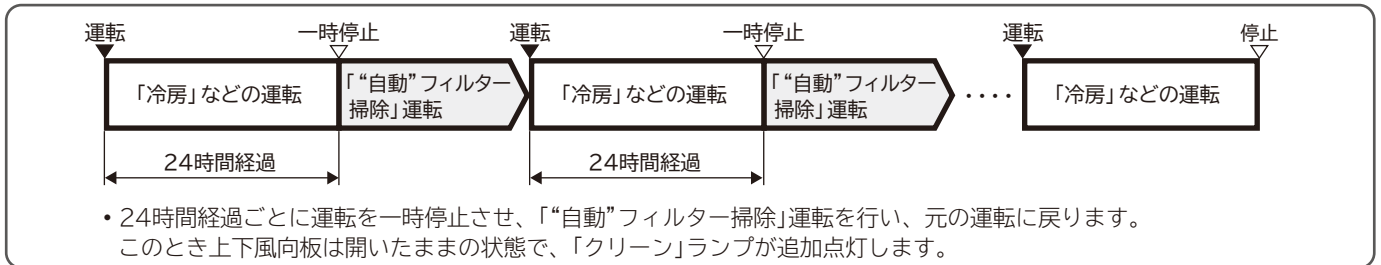 運転 一時停止 運転 一時停止 運転 停止
「冷房」などの運転 「“自動”フィルター 「冷房」などの運転 「“自動”フィルター ‥‥ 「冷房」などの運転
掃除」運転 掃除」運転
24時間経過 24時間経過
• 24時間経過ごとに運転を一時停止させ、「“自動”フィルター掃除」運転を行い、元の運転に戻ります。
このとき上下風向板は開いたままの状態で、「クリーン」ランプが追加点灯します。